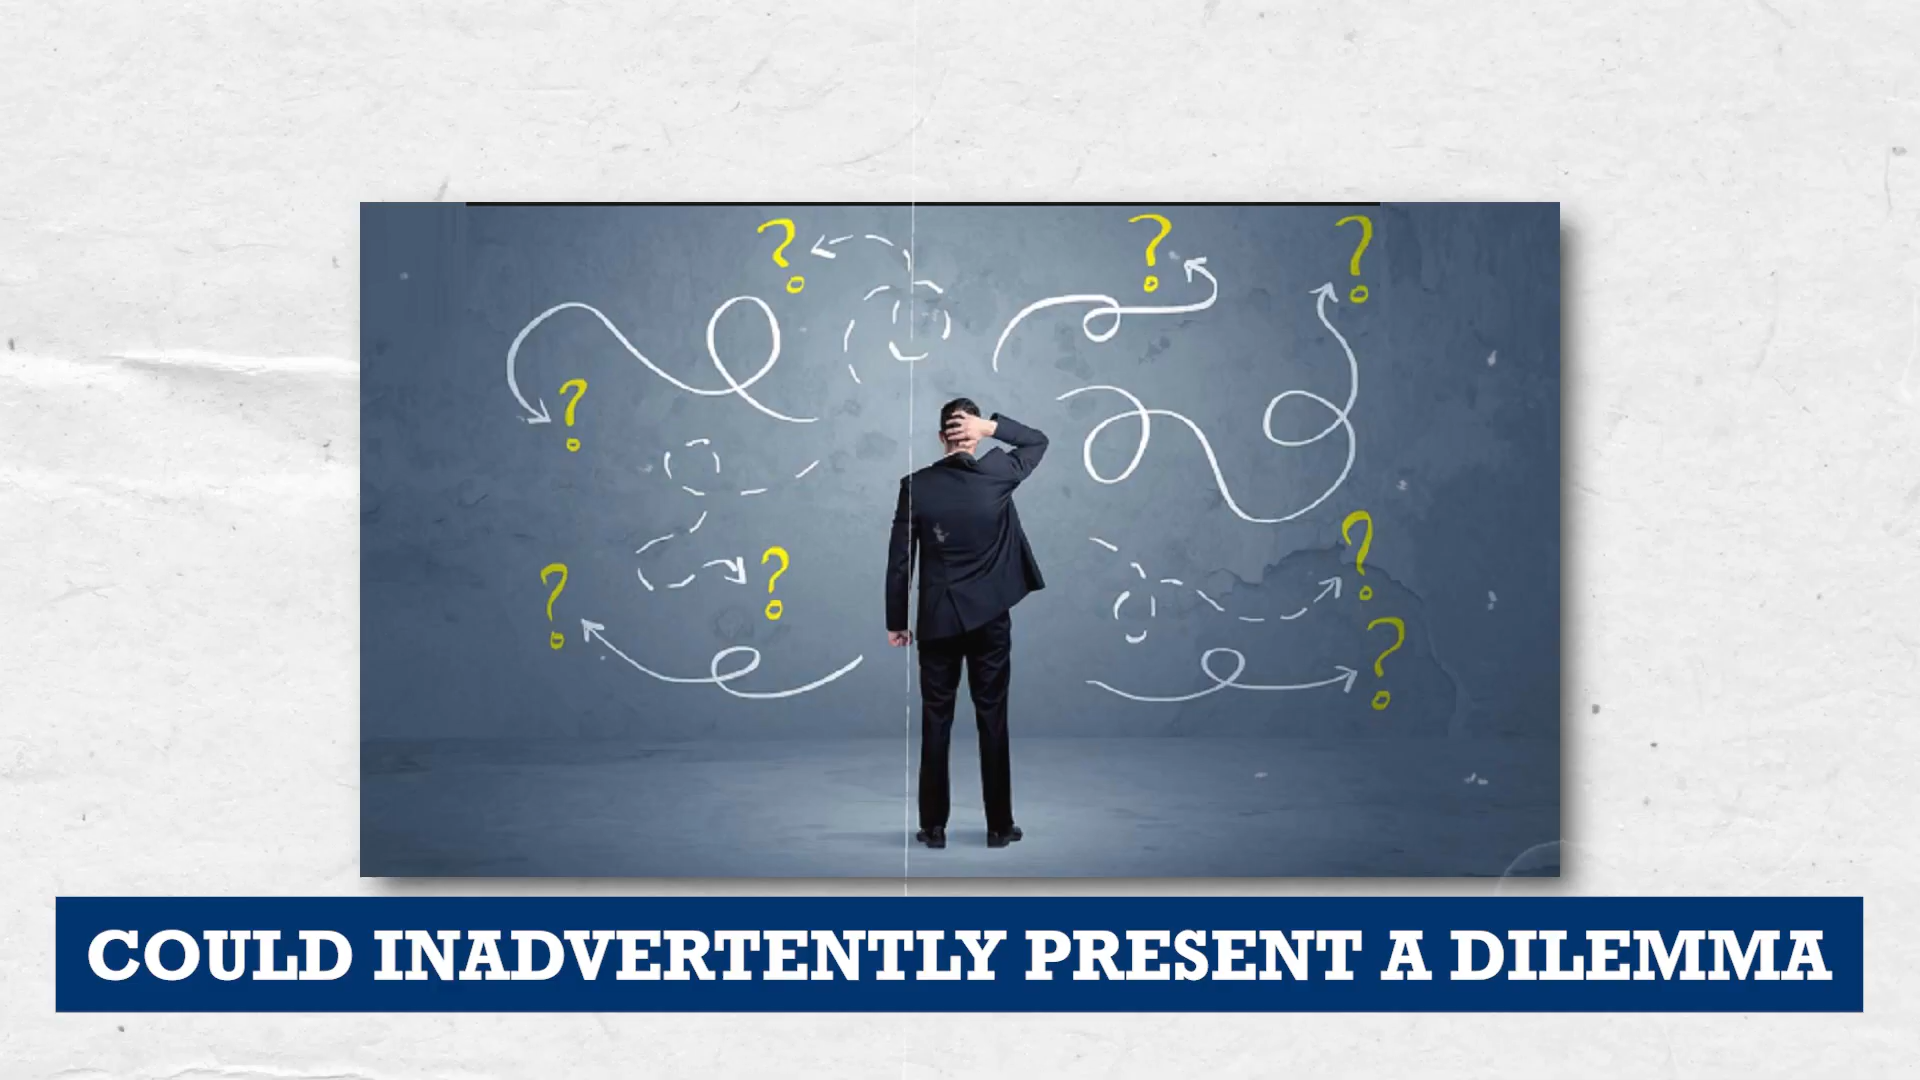 ? ? ?
?
? ? ?
?
COULD INADVERTENTLY PRESENT A DILEMMA